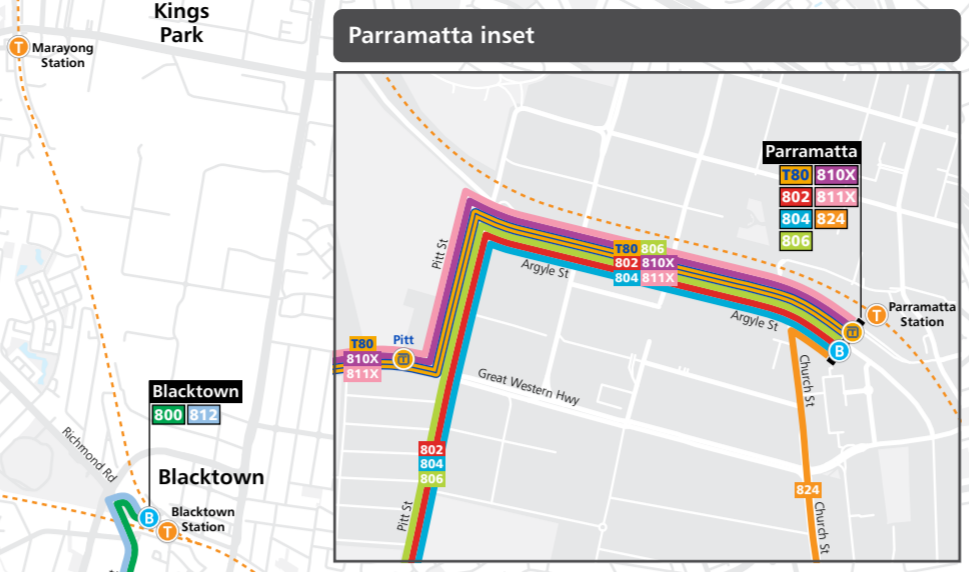 Kings
Park
T
Marayong
Station
Blacktown
800 812
Richmond Rd
Blacktown
B
T
Blacktown
Station
Parramatta inset
Parramatta
T80 810X
802 811X
804 824
806
Pitt St
T80 806
802 810X
804 811X
Argyle St
Argyle St
T
Parramatta
Station
T
B
T80
810X
811X
Pitt
T
Great Western Hwy
Church St
802
804
806
824
Pitt St
Church St